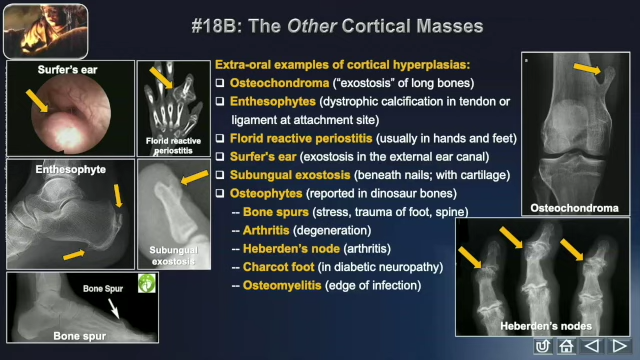 #18B: The Other Cortical Masses
Surfer's ear
Florid reactive
periostitis
Enthesophyte
Subungual
exostosis
Bone Spur
Bone spur
Extra-oral examples of cortical hyperplasias:
❑ Osteochondroma ("exostosis" of long bones)
❑ Enthesophytes (dystrophic calcification in tendon or
ligament at attachment site)
❑ Florid reactive periostitis (usually in hands and feet)
❑ Surfer's ear (exostosis in the external ear canal)
❑ Subungual exostosis (beneath nails; with cartilage)
❑ Osteophytes (reported in dinosaur bones)
-- Bone spurs (stress, trauma of foot, spine)
-- Arthritis (degeneration)
-- Heberden's node (arthritis)
-- Charcot foot (in diabetic neuropathy)
-- Osteomyelitis (edge of infection)
Osteochondroma
Heberden's nodes